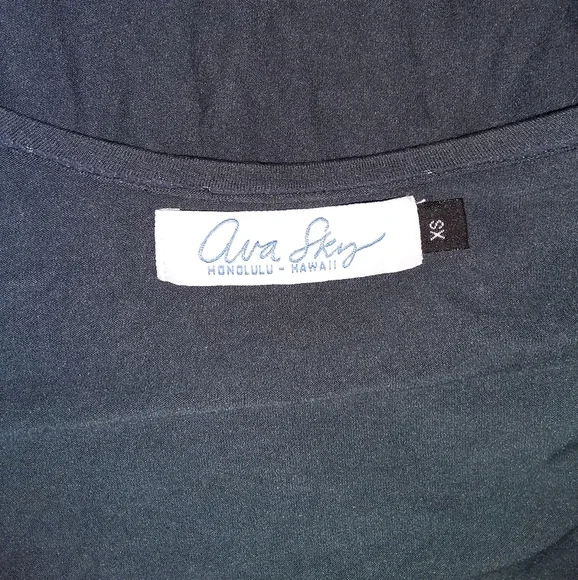 Ava Sky
HONOLULU - HAWAII
XS